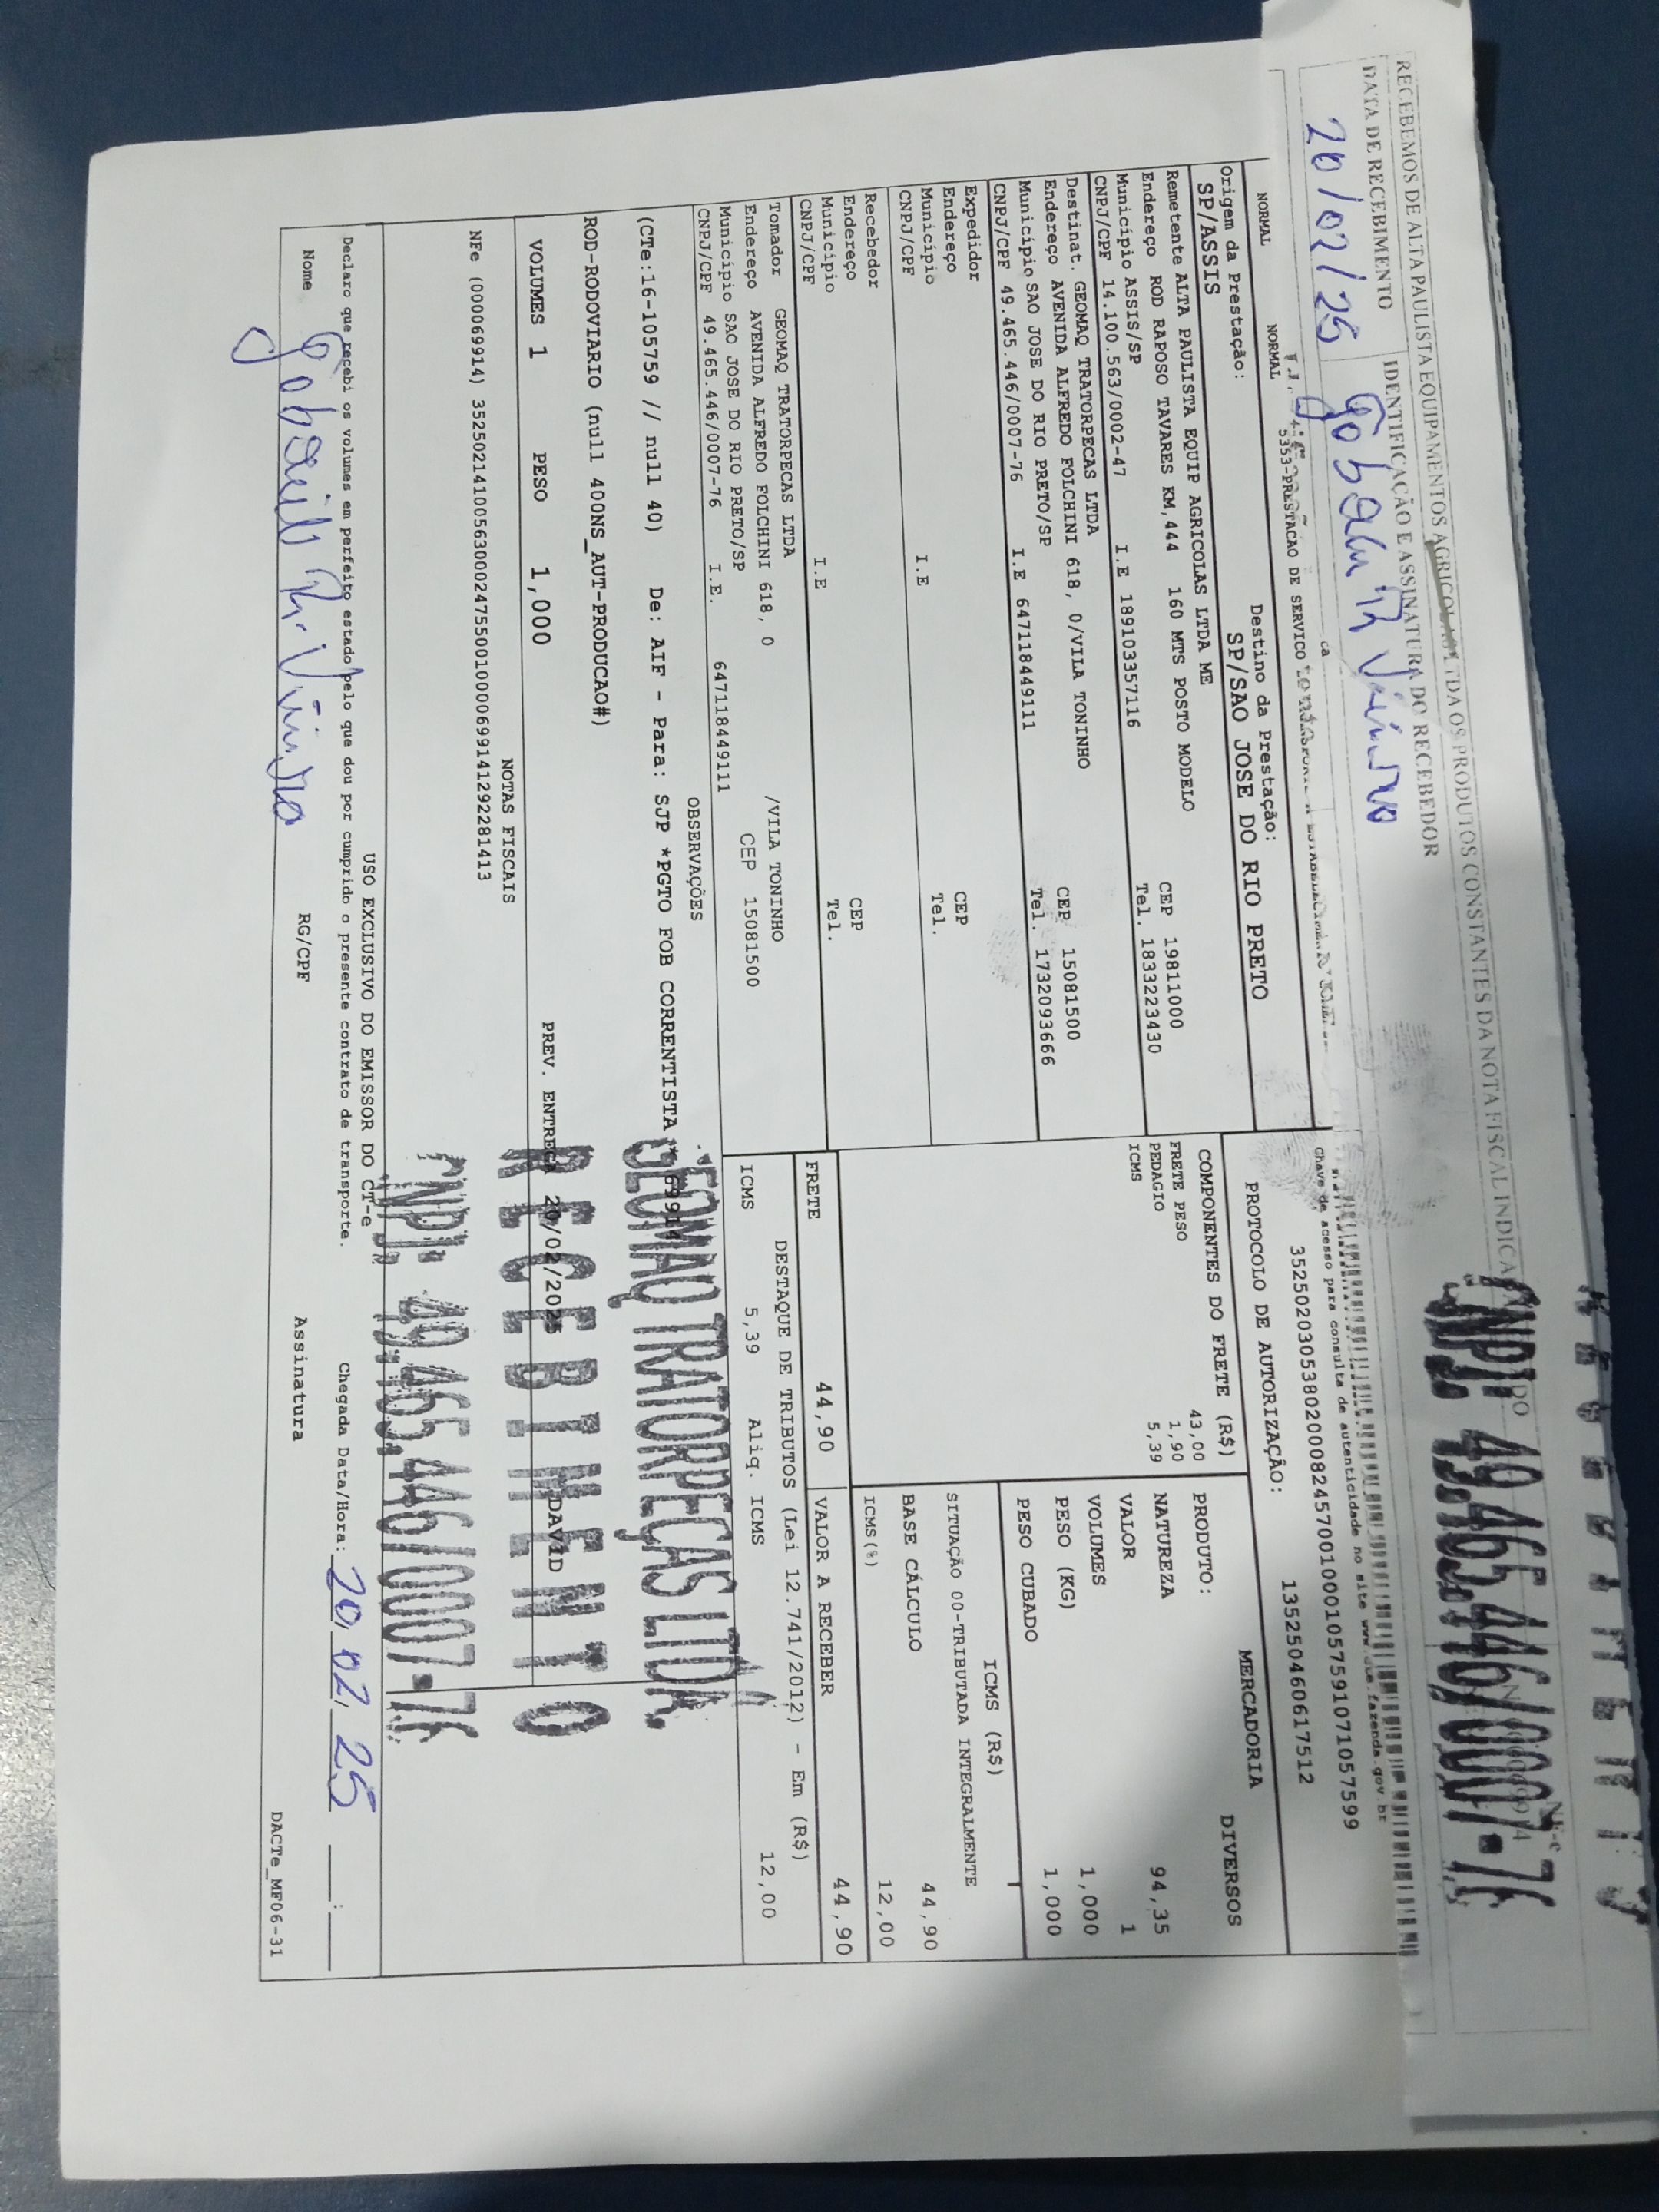 RECEBEMOS DE ALTA PAULISTA EQUIPAMENTOS AGRICOLAS LTDA OS PRODUTOS CONSTANTES DA NOTA FISCAL INDICA
DATA DE RECEBIMENTO
IDENTIFICAÇÃO E ASSINATURA DO RECEBEDOR
20/02/25
NF-e
CNPJ: 49.465.446/0007-76
NORMAL
NORMAL
5353-PRESTACAO DE SERVICO
Chave de acesso para consulta de autenticidade no site www.cte.fazenda.gov.br
35250203053802000824570010001057591071057599
Origem da Prestação:
SP/ASSIS
Destino da Prestação:
SP/SAO JOSE DO RIO PRETO
PROTOCOLO DE AUTORIZAÇÃO:
135250460617512
Remetente ALTA PAULISTA EQUIP AGRICOLAS LTDA ME
Endereço ROD RAPOSO TAVARES KM,444 160 MTS POSTO MODELO
CEP 19811000
Município ASSIS/SP
Tel. 1833223430
CNPJ/CPF 14.100.563/0002-47 I.E 189103357116
Destinat. GEOMAQ TRATORPECAS LTDA
Endereço AVENIDA ALFREDO FOLCHINI 618, 0/VILA TONINHO
CEP 15081500
Município SAO JOSE DO RIO PRETO/SP
Tel. 1732093666
CNPJ/CPF 49.465.446/0007-76 I.E 647118449111
Expedidor
Endereço
CEP
Município
Tel.
CNPJ/CPF
I.E
Recebedor
Endereço
CEP
Município
Tel.
CNPJ/CPF
I.E
Tomador GEOMAQ TRATORPECAS LTDA
Endereço AVENIDA ALFREDO FOLCHINI 618, 0 /VILA TONINHO
Município SAO JOSE DO RIO PRETO/SP CEP 15081500
CNPJ/CPF 49.465.446/0007-76 I.E. 647118449111
COMPONENTES DO FRETE (R$)
FRETE PESO 43,00
PEDAGIO 1,90
ICMS 5,39
MERCADORIA
PRODUTO: DIVERSOS
NATUREZA
VALOR 94,35
VOLUMES 1
PESO (KG) 1,000
PESO CUBADO 1,000
ICMS (R$)
SITUAÇÃO 00-TRIBUTADA INTEGRALMENTE
BASE CÁLCULO 44,90
ICMS(%) 12,00
FRETE 44,90
VALOR A RECEBER 44,90
DESTAQUE DE TRIBUTOS (Lei 12.741/2012) - Em (R$)
ICMS 5,39 Aliq. ICMS 12,00
OBSERVAÇÕES
(CTe:16-105759 // null 40) De: AIF - Para: SJP *PGTO FOB CORRENTISTA * 69914
ROD-RODOVIARIO (null 400NS_AUT-PRODUCAO#)
GEOMAQ TRATORPEÇAS LTDA.
RECEBIMENTO
CNPJ: 49.465.446/0007-76
VOLUMES 1 PESO 1,000 PREV. ENTREGA 20/02/2025 DAVID
NOTAS FISCAIS
NFe (000069914) 35250214100563000247550010000699141292281413
USO EXCLUSIVO DO EMISSOR DO CT-e
Declaro que recebi os volumes em perfeito estado pelo que dou por cumprido o presente contrato de transporte.
Chegada Data/Hora: 20/02/25 :
Nome
RG/CPF
Assinatura
DACTe_MF06-31